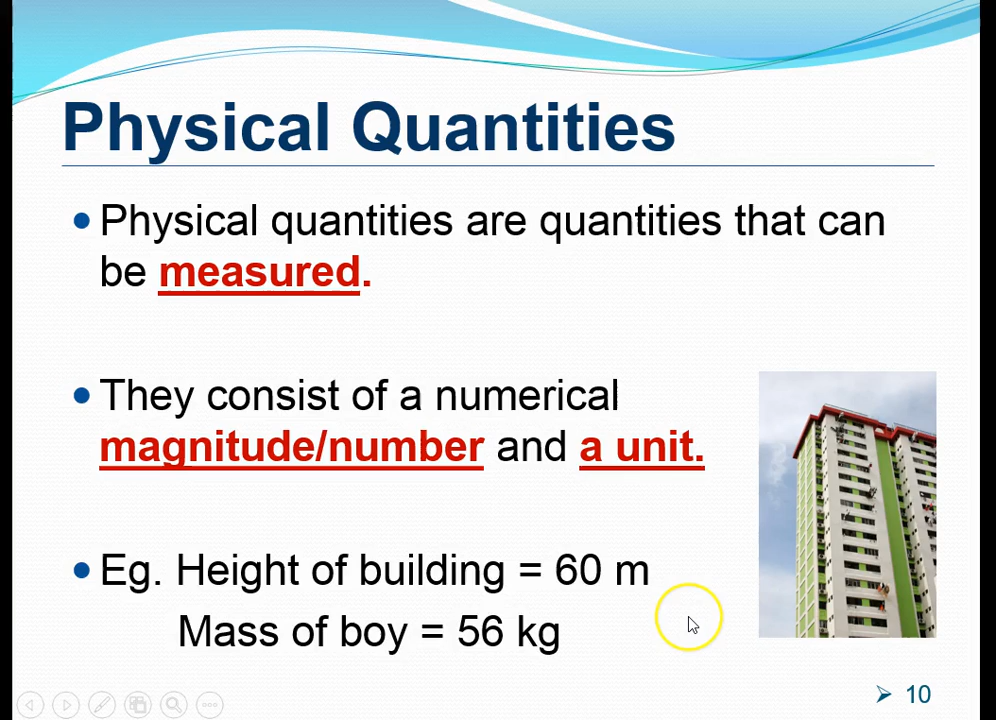 Physical Quantities
Physical quantities are quantities that can
be measured.
They consist of a numerical
magnitude/number and a unit.
Eg. Height of building = 60 m
Mass of boy = 56 kg
10